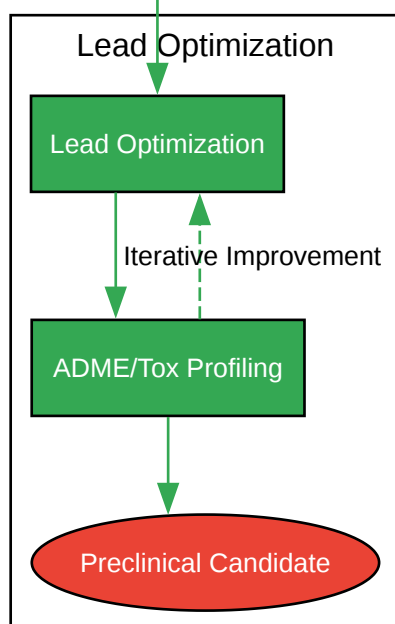 Lead Optimization
Lead Optimization
Iterative Improvement
ADME/Tox Profiling
Preclinical Candidate